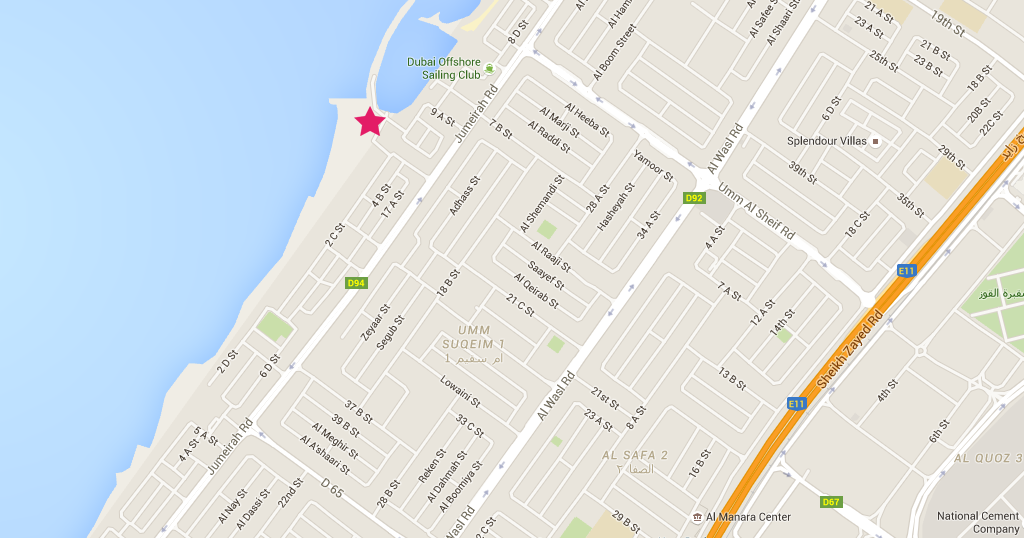 21 A St
19th St
23 A St
Al Safee St
Al Shaari St
8 D St
Al Boom Street
25th St
21 B St
23 B St
18 B St
20B St
22C St
Dubai Offshore
Sailing Club
Jumeirah Rd
9 A St
7 B St
Al Heeba St
Al Marji St
Al Raddi St
6 D St
Al Wasl Rd
Splendour Villas
29th St
39th St
35th St
Yamoor St
D92
Umm Al Sheif Rd
18 C St
Adhass St
4 B St
17 A St
2 C St
Al Shemandi St
28 A St
Hasheyah St
34 A St
4 A St
E11
Al Raaji St
Saayef St
Al Qeirab St
21 C St
18 B St
D94
7 A St
12 A St
14th St
مقبرة القوز
Sheikh Zayed Rd
Zeyaar St
Segub St
UMM
SUQEIM 1
أم سقيم 1
2 D St
6 D St
Lowaini St
13 B St
4th St
E11
Al Wasl Rd
21st St
23 A St
8 A St
37 B St
39 B St
Al Meghir St
Al A'shaari St
33 C St
Jumeirah Rd
5 A St
4 A St
6th St
AL SAFA 2
الصفا ٢
16 B St
AL QUOZ 3
Reken St
Al Dahmah St
Al Boomiya St
D 65
28 B St
22nd St
Al Nay St
Al Dassi St
D67
Al Manara Center
29 B St
2 C St
Wasl Rd
National Cement
Company